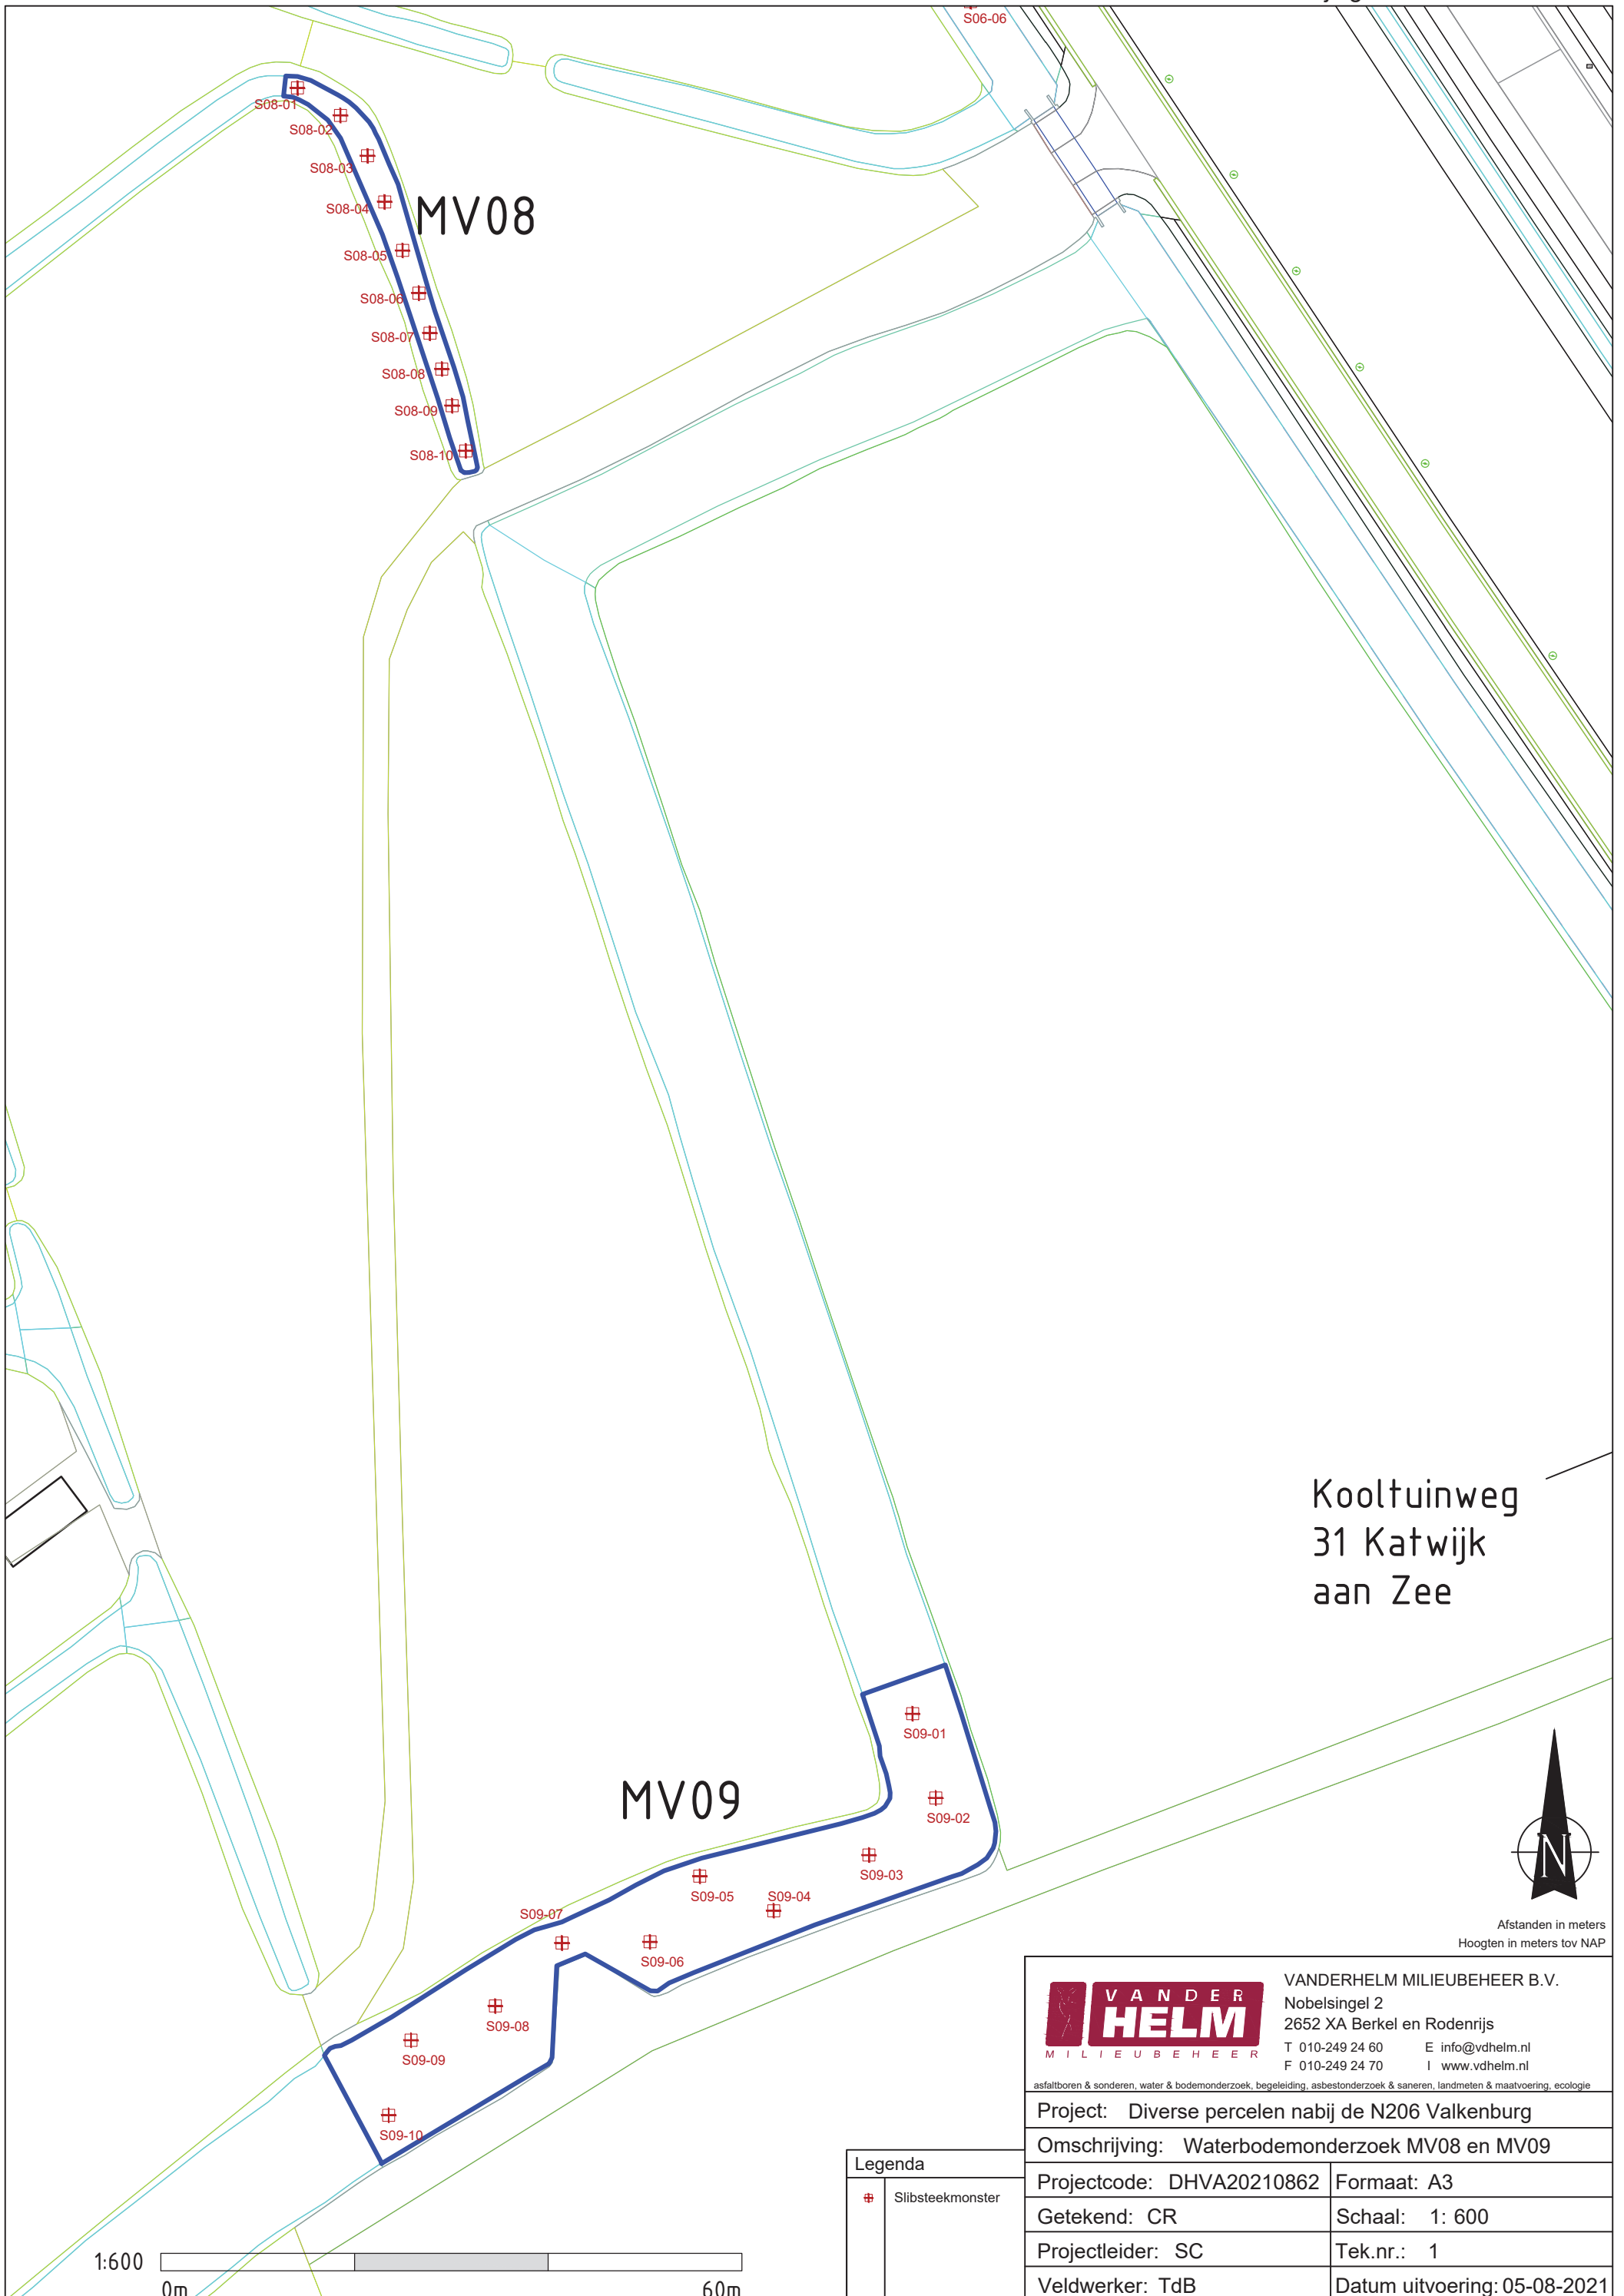 S06-06
S08-01
S08-02
S08-03
S08-04
MV08
S08-05
S08-06
S08-07
S08-08
S08-09
S08-10
Kooltuinweg
31 Katwijk
aan Zee
S09-01
MV09
S09-02
S09-03
S09-05
S09-04
S09-07
S09-06
S09-08
S09-09
S09-10
N
Afstanden in meters
Hoogten in meters tov NAP
VANDER
HELM
MILIEUBEHEER
VANDERHELM MILIEUBEHEER B.V.
Nobelsingel 2
2652 XA Berkel en Rodenrijs
T 010-249 24 60 E info@vdhelm.nl
F 010-249 24 70 I www.vdhelm.nl
asfaltboren & sonderen, water & bodemonderzoek, begeleiding, asbestonderzoek & saneren, landmeten & maatvoering, ecologie
Project: Diverse percelen nabij de N206 Valkenburg
Omschrijving: Waterbodemonderzoek MV08 en MV09
Projectcode: DHVA20210862 Formaat: A3
Getekend: CR Schaal: 1: 600
Projectleider: SC Tek.nr.: 1
Veldwerker: TdB Datum uitvoering: 05-08-2021
Legenda
Slibsteekmonster
1:600
0m 60m